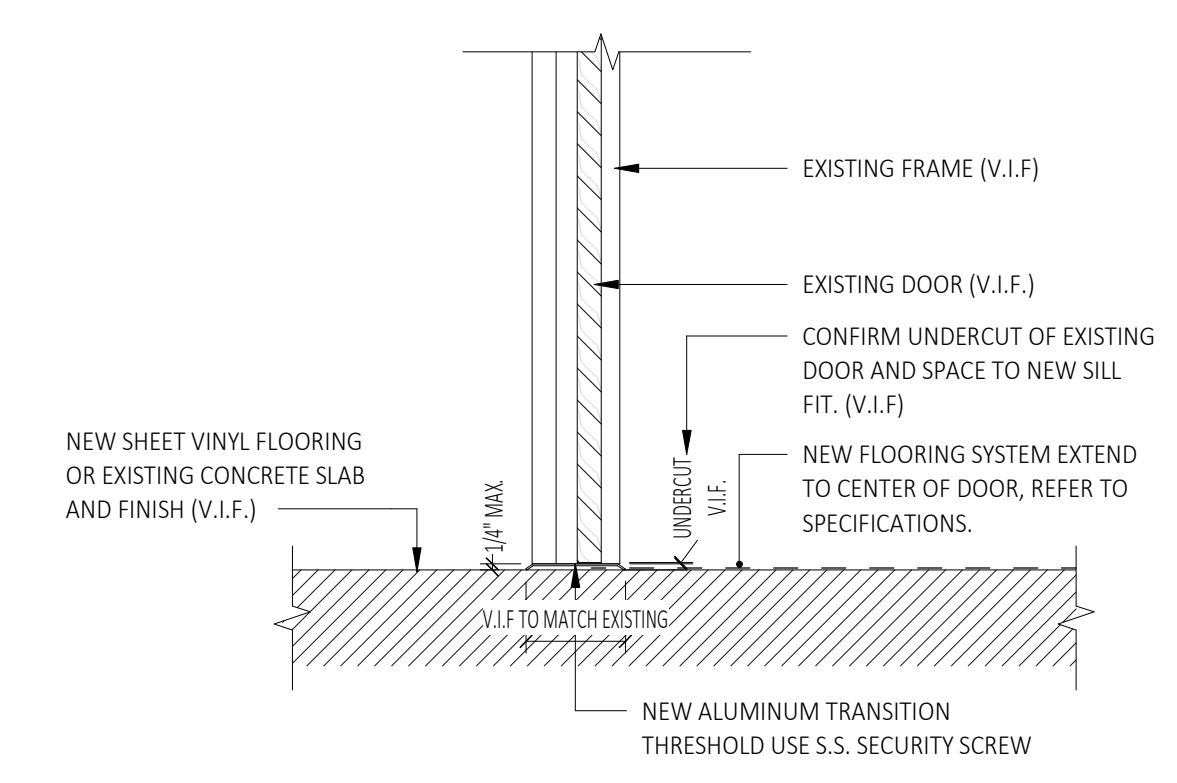 EXISTING FRAME (V.I.F)
EXISTING DOOR (V.I.F.)
CONFIRM UNDERCUT OF EXISTING
DOOR AND SPACE TO NEW SILL
FIT. (V.I.F)
NEW SHEET VINYL FLOORING
OR EXISTING CONCRETE SLAB
AND FINISH (V.I.F.)
1/4" MAX.
UNDERCUT
V.I.F.
NEW FLOORING SYSTEM EXTEND
TO CENTER OF DOOR, REFER TO
SPECIFICATIONS.
V.I.F TO MATCH EXISTING
NEW ALUMINUM TRANSITION
THRESHOLD USE S.S. SECURITY SCREW